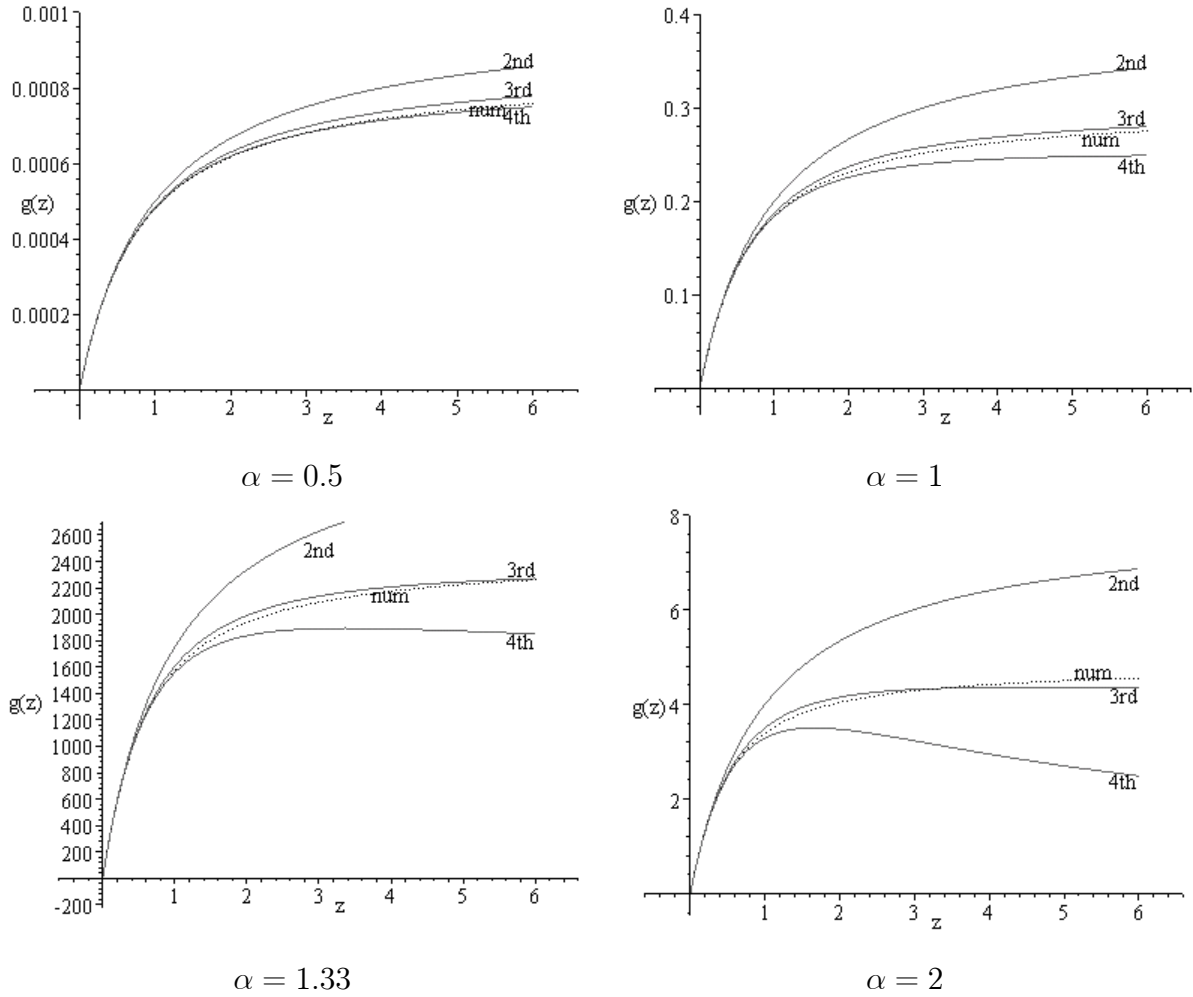 0.001
0.0008
0.0006
g(z)
0.0004
0.0002
2nd
3rd
num
4th
1 2 3 4 5 6
z
α = 0.5
0.4
0.3
g(z) 0.2
0.1
2nd
3rd
num
4th
1 2 3 4 5 6
z
α = 1
2600
2400
2200
2000
1800
1600
1400
g(z) 1200
1000
800
600
400
200
-200
2nd
3rd
num
4th
1 2 3 4 5 6
z
α = 1.33
8
6
g(z) 4
2
2nd
num
3rd
4th
1 2 3 4 5 6
z
α = 2